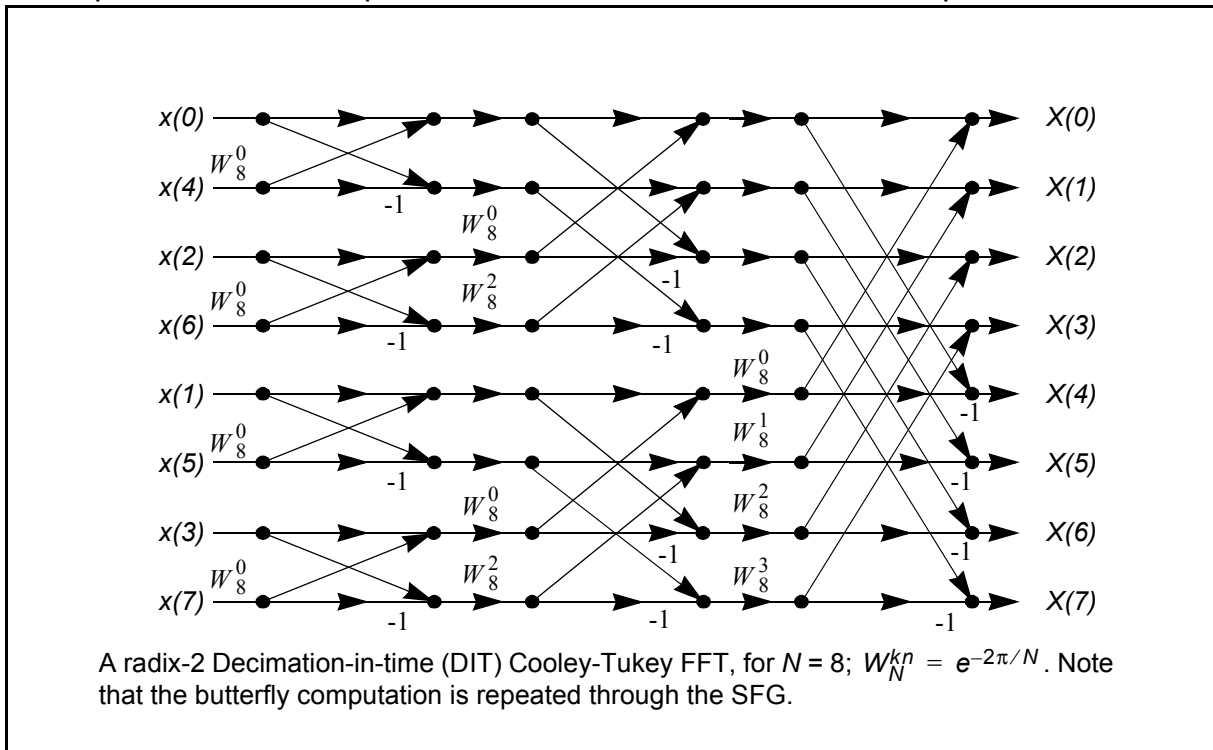 x(0) X(0)
W_8^0
x(4) -1 X(1)
W_8^0
x(2) X(2)
-1
W_8^0 W_8^2
x(6) -1 -1 X(3)
W_8^0
x(1) X(4)
-1
W_8^0 W_8^1
x(5) -1 -1 X(5)
W_8^0 W_8^2
x(3) -1 -1 X(6)
W_8^0 W_8^2 W_8^3
x(7) -1 -1 -1 X(7)
A radix-2 Decimation-in-time (DIT) Cooley-Tukey FFT, for N = 8; W_N^{kn} = e^{-2π/N}. Note
that the butterfly computation is repeated through the SFG.